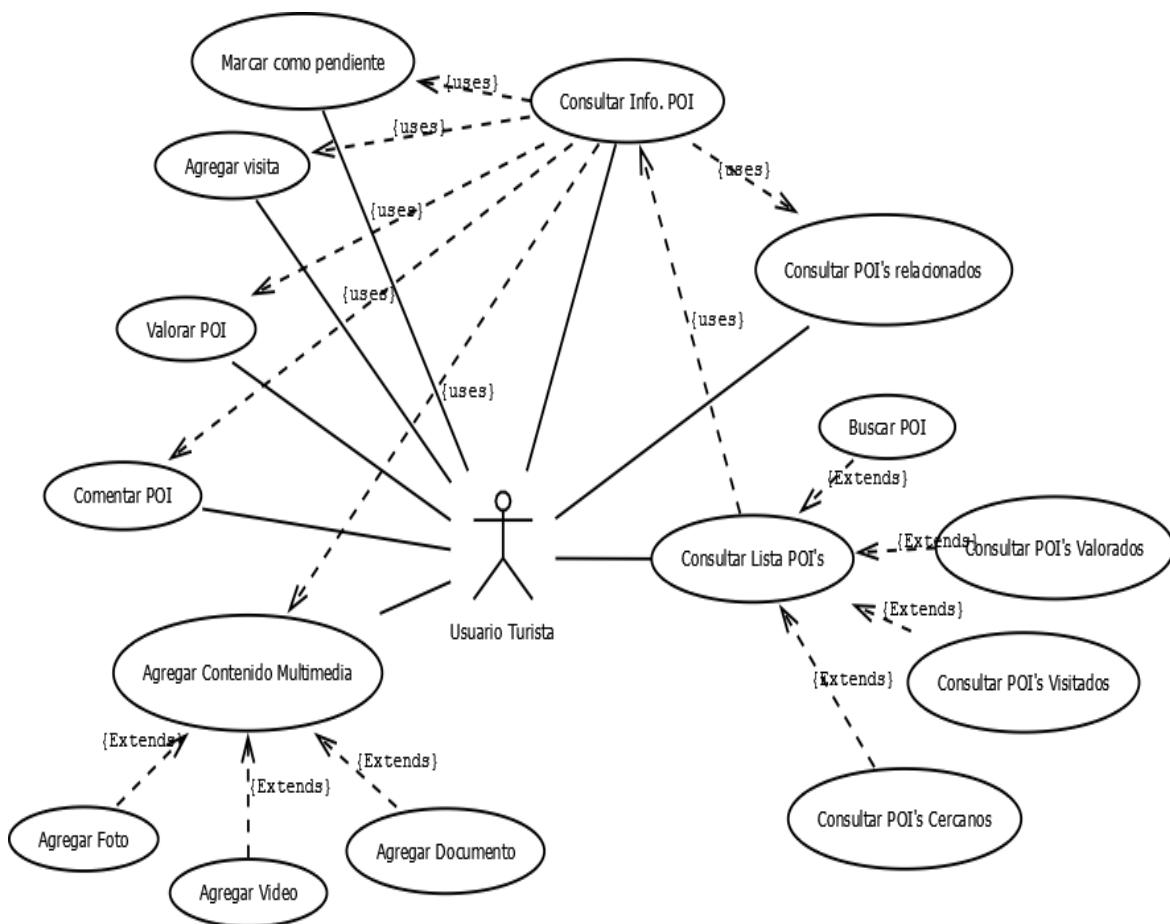 Marcar como pendiente
{uses}
Consultar Info. POI
{uses}
Agregar visita
{uses}
{uses}
Consultar POI's relacionados
{uses}
Valorar POI
{uses}
{uses}
Buscar POI
{Extends}
Comentar POI
Consultar POI's Valorados
{Extends}
Consultar Lista POI's
{Extends}
Usuario Turista
Agregar Contenido Multimedia
{Extends}
Consultar POI's Visitados
{Extends}
{Extends}
{Extends}
Consultar POI's Cercanos
Agregar Foto
Agregar Documento
Agregar Video